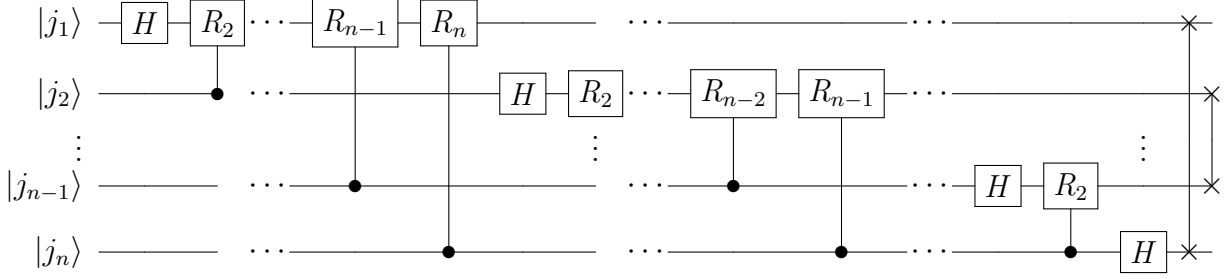 |j₁⟩ H R₂ ⋯ Rₙ₋₁ Rₙ ⋯ ⋯
|j₂⟩ ⋯ H R₂ ⋯ Rₙ₋₂ Rₙ₋₁ ⋯
⋮ ⋮ ⋮
|jₙ₋₁⟩ ⋯ ⋯ ⋯ H R₂
|jₙ⟩ ⋯ ⋯ ⋯ H